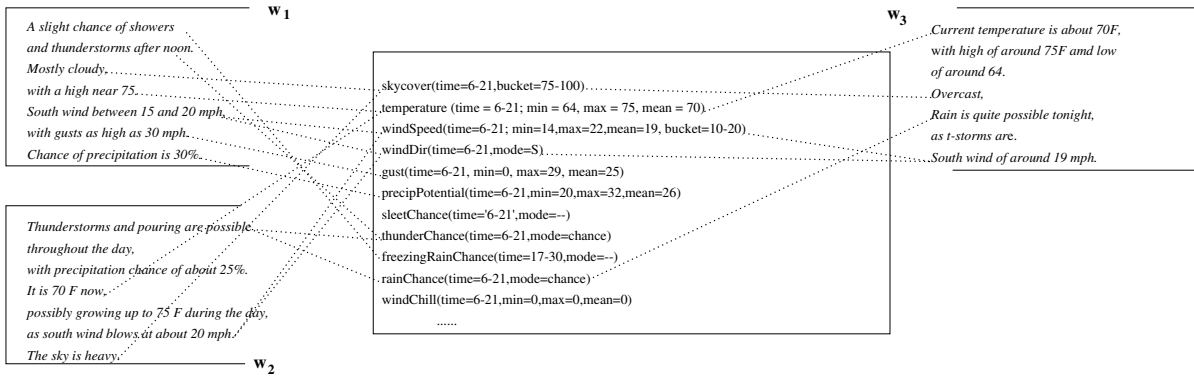 w1
A slight chance of showers
and thunderstorms after noon.
Mostly cloudy,
with a high near 75.
South wind between 15 and 20 mph,
with gusts as high as 30 mph.
Chance of precipitation is 30%.
Thunderstorms and pouring are possible
throughout the day,
with precipitation chance of about 25%.
It is 70 F now,
possibly growing up to 75 F during the day,
as south wind blows at about 20 mph.
The sky is heavy.
w2
skycover(time=6-21,bucket=75-100)
temperature (time = 6-21; min = 64, max = 75, mean = 70)
windSpeed(time=6-21; min=14,max=22,mean=19, bucket=10-20)
windDir(time=6-21,mode=S)
gust(time=6-21, min=0, max=29, mean=25)
precipPotential(time=6-21,min=20,max=32,mean=26)
sleetChance(time='6-21',mode=--)
thunderChance(time=6-21,mode=chance)
freezingRainChance(time=17-30,mode=--)
rainChance(time=6-21,mode=chance)
windChill(time=6-21,min=0,max=0,mean=0)
......
w3
Current temperature is about 70F,
with high of around 75F amd low
of around 64.
Overcast,
Rain is quite possible tonight,
as t-storms are.
South wind of around 19 mph.